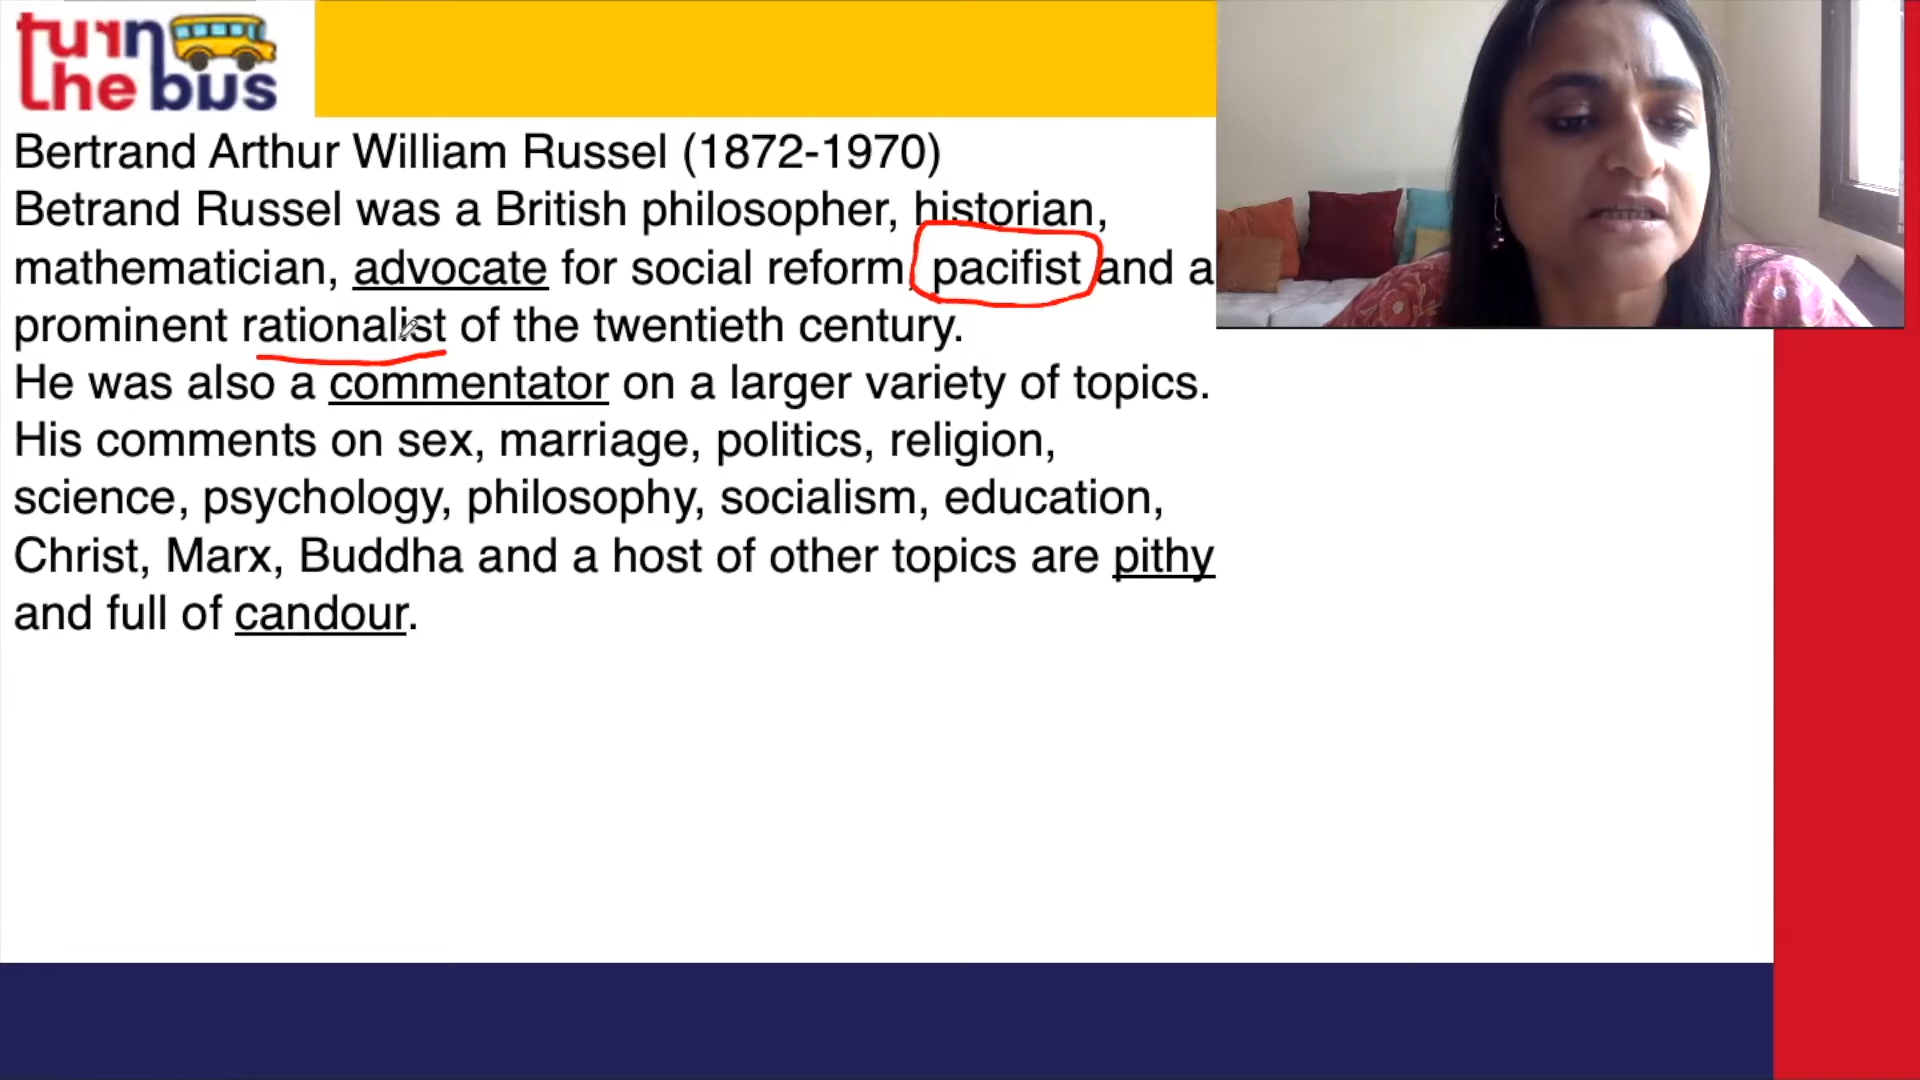 turn
the bus
Bertrand Arthur William Russel (1872-1970)
Betrand Russel was a British philosopher, historian,
mathematician, advocate for social reform, pacifist and a
prominent rationalist of the twentieth century.
He was also a commentator on a larger variety of topics.
His comments on sex, marriage, politics, religion,
science, psychology, philosophy, socialism, education,
Christ, Marx, Buddha and a host of other topics are pithy
and full of candour.